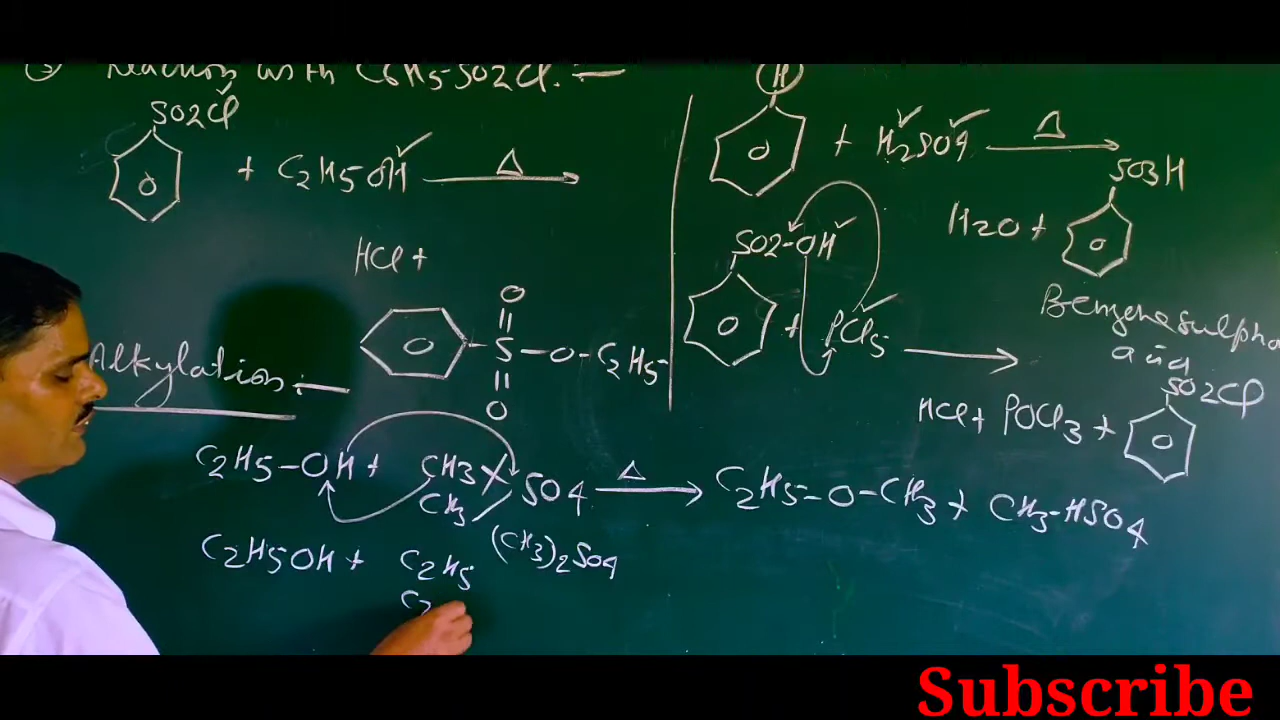 Reaction with C6H5-SO2Cl :-
SO2Cl
+ C2H5OH Δ
HCl +
O
S - O - C2H5
O
Alkylation :-
C2H5-OH + CH3 SO4 Δ C2H5-O-CH3 + CH3-HSO4
CH3
(CH3)2SO4
C2H5OH + C2H5
C2
H
+ H2SO4 Δ
SO3H
H2O +
Benzenesulpho
acid
SO2-OH
+ PCl5
SO2Cl
HCl + POCl3 +
Subscribe